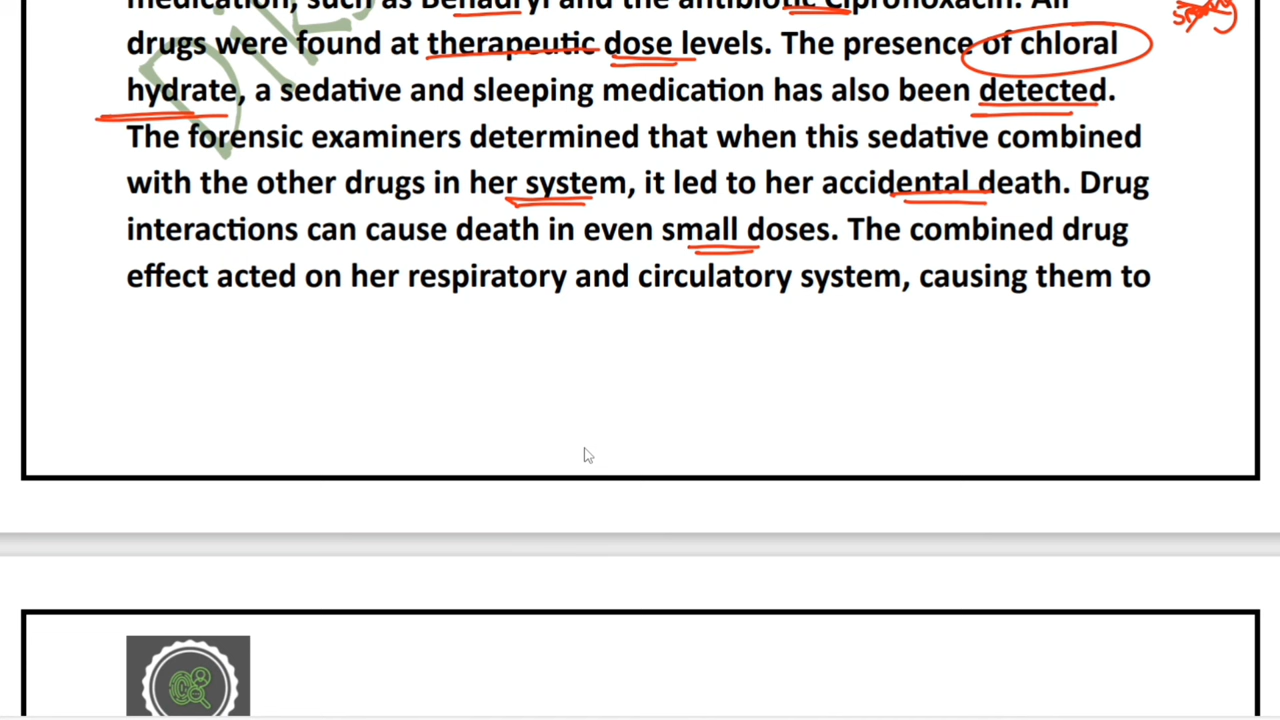 medication, such as Benadryl and the antibiotic Ciprofloxacin. All
drugs were found at therapeutic dose levels. The presence of chloral
hydrate, a sedative and sleeping medication has also been detected.
The forensic examiners determined that when this sedative combined
with the other drugs in her system, it led to her accidental death. Drug
interactions can cause death in even small doses. The combined drug
effect acted on her respiratory and circulatory system, causing them to